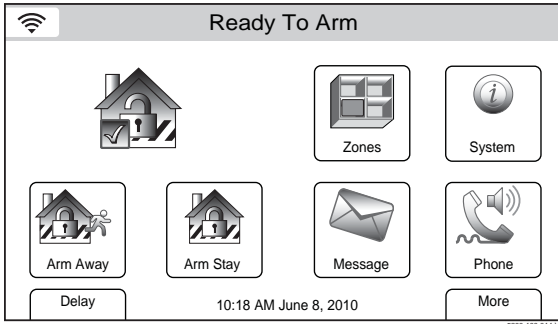 Ready To Arm
Zones
System
Arm Away
Arm Stay
Message
Phone
Delay
10:18 AM June 8, 2010
More